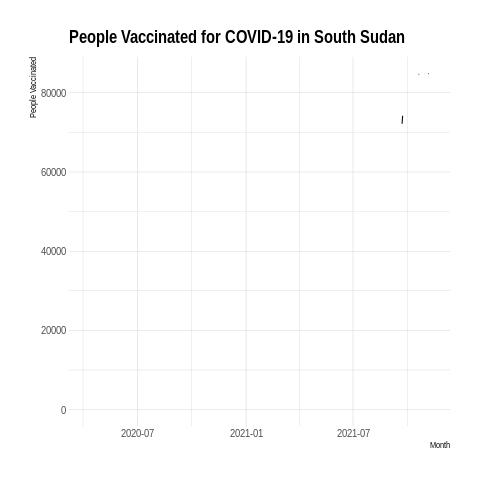 People Vaccinated for COVID-19 in South Sudan
People Vaccinated
80000
60000
40000
20000
0
2020-07 2021-01 2021-07
Month